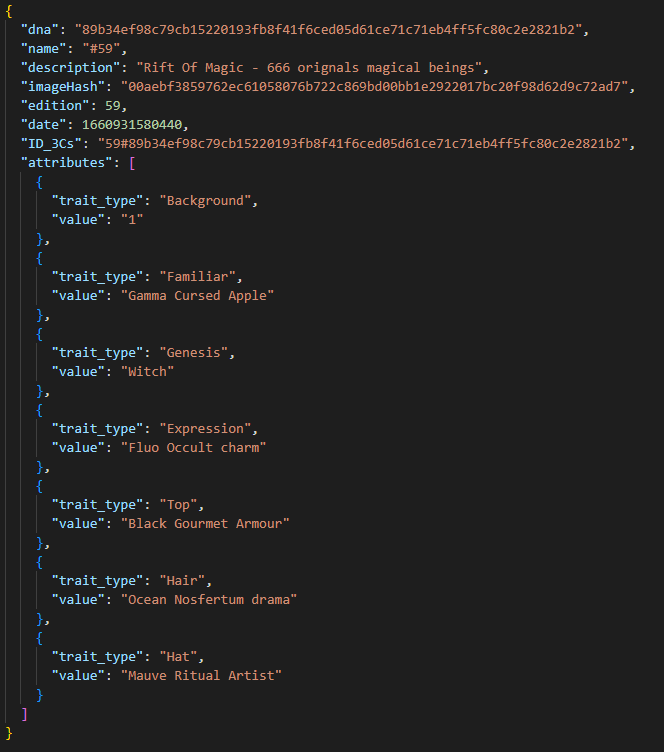 {
"dna": "89b34ef98c79cb15220193fb8f41f6ced05d61ce71c71eb4ff5fc80c2e2821b2",
"name": "#59",
"description": "Rift Of Magic - 666 orignals magical beings",
"imageHash": "00aebf3859762ec61058076b722c869bd00bb1e2922017bc20f98d62d9c72ad7",
"edition": 59,
"date": 1660931580440,
"ID_3Cs": "59#89b34ef98c79cb15220193fb8f41f6ced05d61ce71c71eb4ff5fc80c2e2821b2",
"attributes": [
{
"trait_type": "Background",
"value": "1"
},
{
"trait_type": "Familiar",
"value": "Gamma Cursed Apple"
},
{
"trait_type": "Genesis",
"value": "Witch"
},
{
"trait_type": "Expression",
"value": "Fluo Occult charm"
},
{
"trait_type": "Top",
"value": "Black Gourmet Armour"
},
{
"trait_type": "Hair",
"value": "Ocean Nosfertum drama"
},
{
"trait_type": "Hat",
"value": "Mauve Ritual Artist"
}
]
}